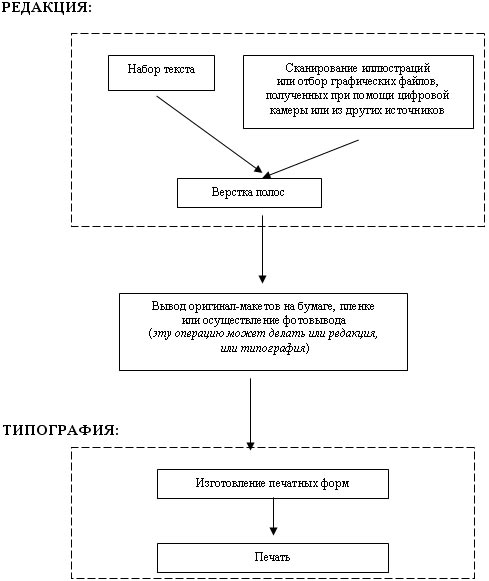 РЕДАКЦИЯ:
Набор текста
Сканирование иллюстраций
или отбор графических файлов,
полученных при помощи цифровой
камеры или из других источников
Верстка полос
Вывод оригинал-макетов на бумаге, пленке
или осуществление фотовывода
(эту операцию может делать или редакция,
или типография)
ТИПОГРАФИЯ:
Изготовление печатных форм
Печать